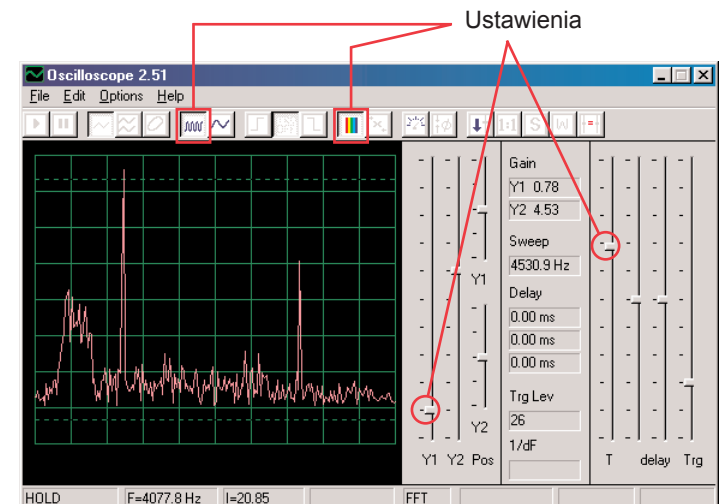 Ustawienia
Oscilloscope 2.51
File Edit Options Help
1:1 S W
Gain
Y1 0.78
Y2 4.53
Sweep
4530.9 Hz
Y1
Delay
0.00 ms
0.00 ms
0.00 ms
Trg Lev
26
Y2
1/dF
Y1 Y2 Pos
T delay Trg
HOLD F=4077.8 Hz I=20.85 FFT